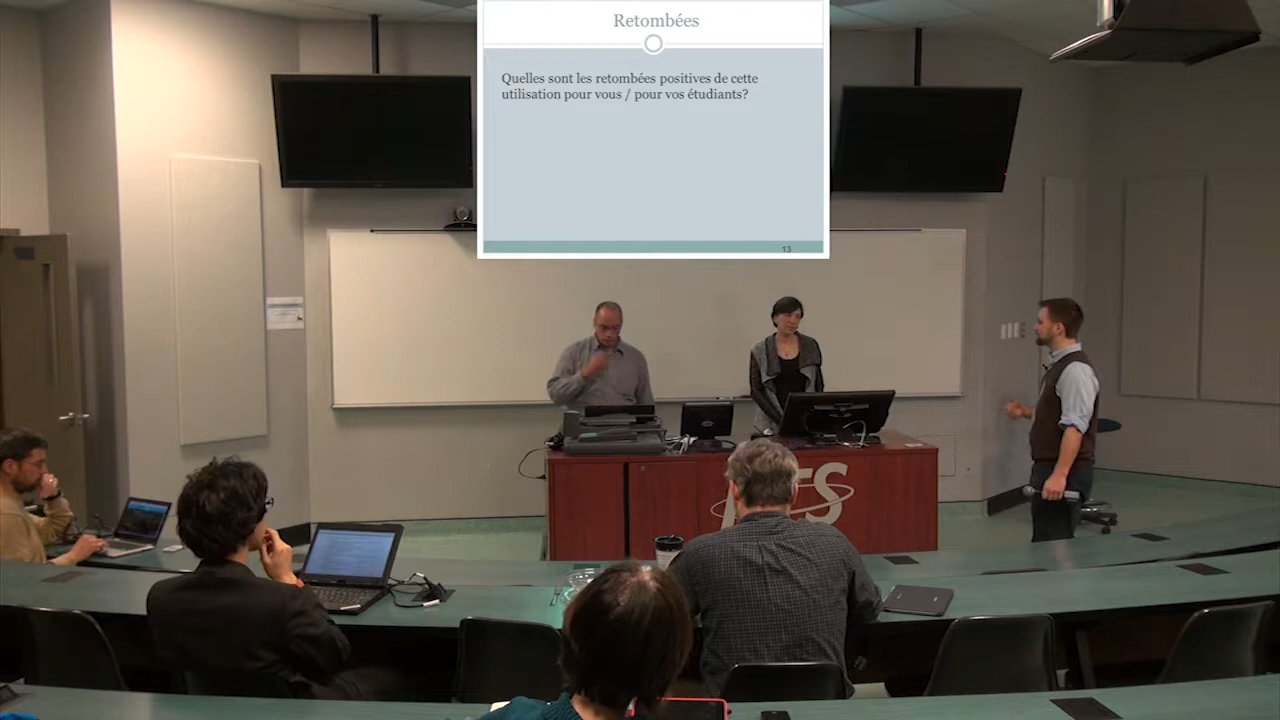 Retombées
Quelles sont les retombées positives de cette
utilisation pour vous / pour vos étudiants?
13